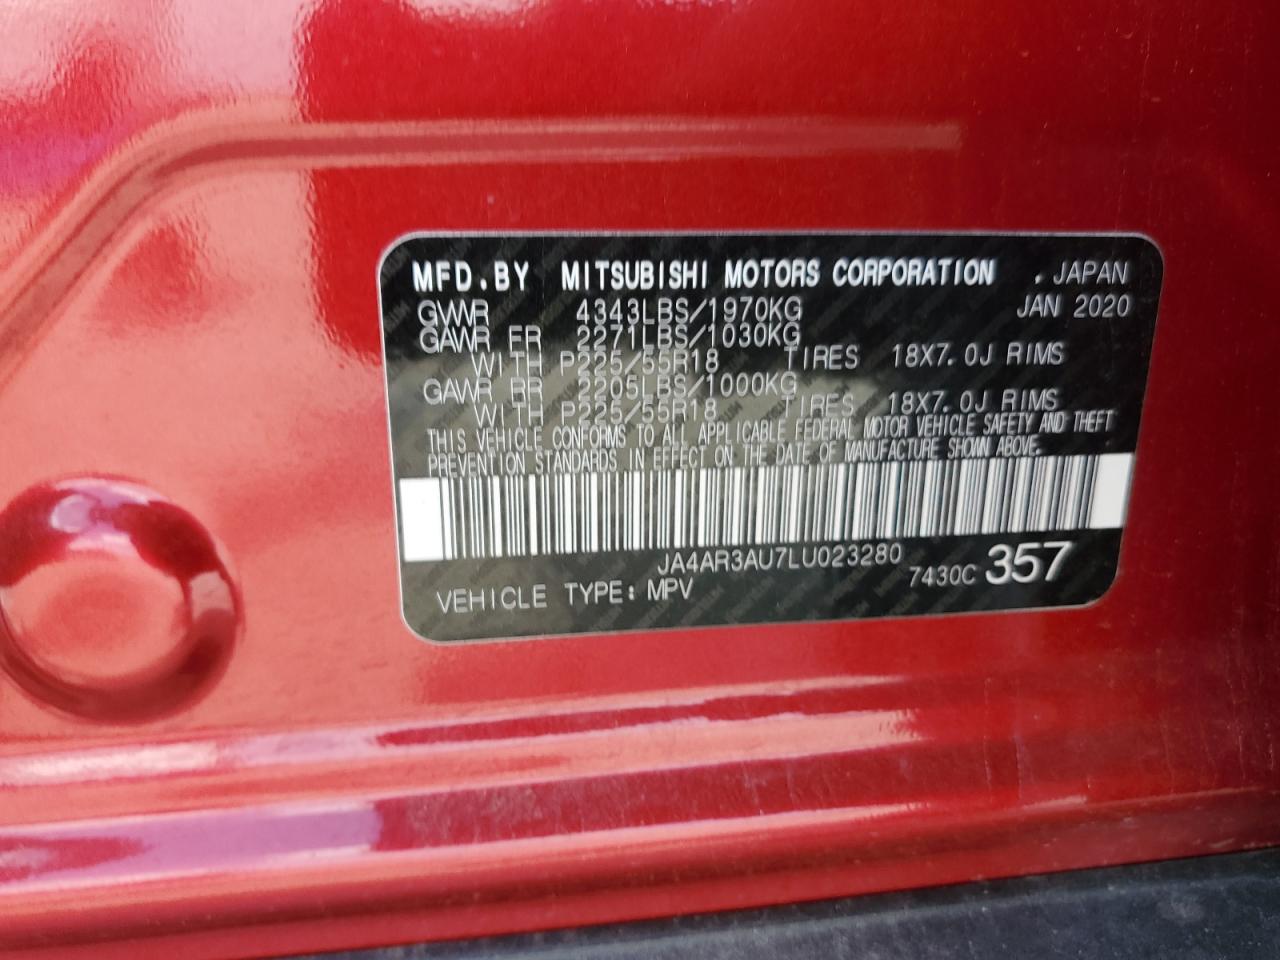 MFD.BY MITSUBISHI MOTORS CORPORATION . JAPAN
GVWR 4343LBS/1970KG JAN 2020
GAWR FR 2271LBS/1030KG
WITH P225/55R18 TIRES 18X7.0J RIMS
GAWR RR 2205LBS/1000KG
WITH P225/55R18 TIRES 18X7.0J RIMS
THIS VEHICLE CONFORMS TO ALL APPLICABLE FEDERAL MOTOR VEHICLE SAFETY AND THEFT
PREVENTION STANDARDS IN EFFECT ON THE DATE OF MANUFACTURE SHOWN ABOVE.
JA4AR3AU7LU023280
VEHICLE TYPE: MPV 7430C 357